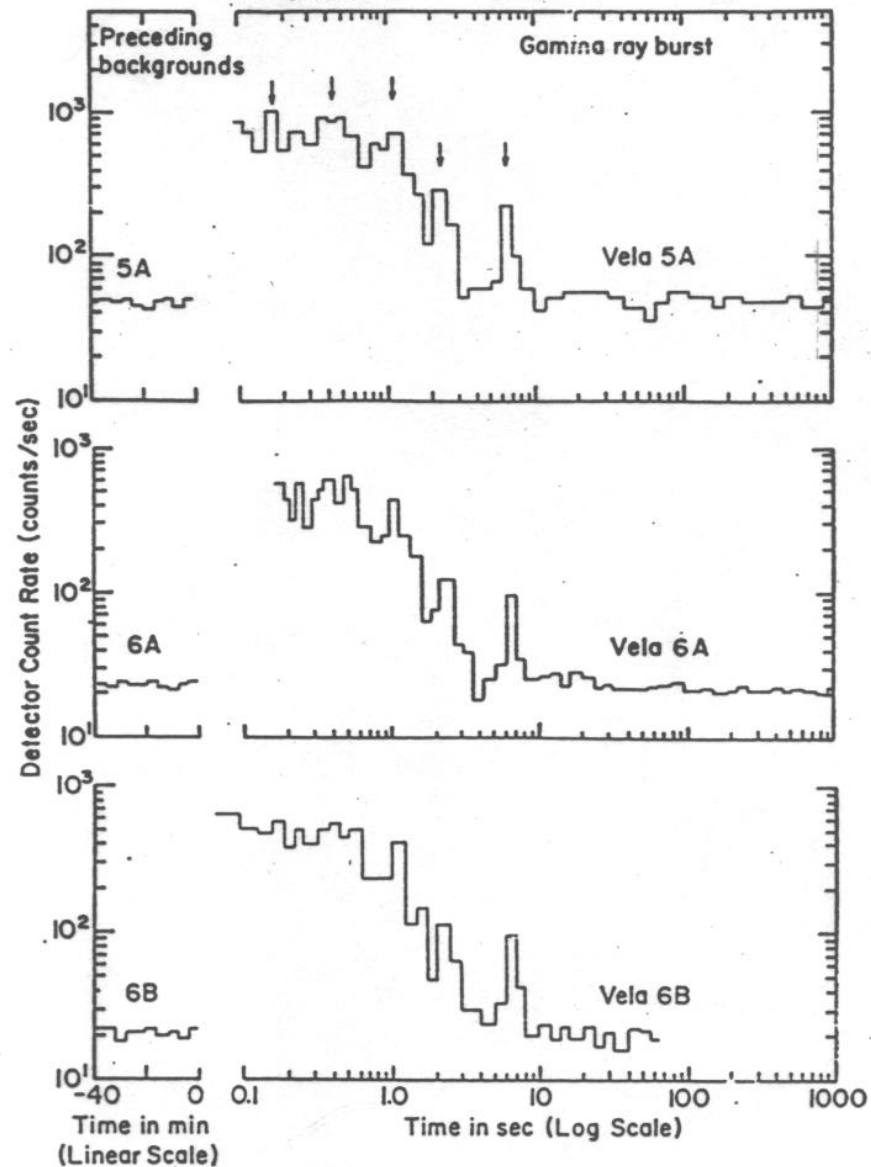 Preceding backgrounds
Gamina ray burst
10³
10²
10¹
5A
Vela 5A
Detector Count Rate (counts/sec)
10³
10²
10¹
6A
Vela 6A
10³
10²
10¹
6B
Vela 6B
-40 0
0.1 1.0 10 100 1000
Time in min
(Linear Scale)
Time in sec (Log Scale)